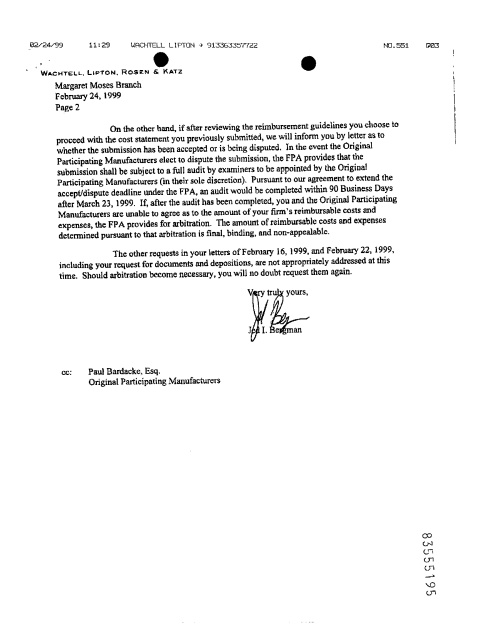 02/24/99 11:29 WACHTELL LIPTON → 913363357722 NO.551 003
WACHTELL, LIPTON, ROSEN & KATZ
Margaret Moses Branch
February 24, 1999
Page 2
On the other hand, if after reviewing the reimbursement guidelines you choose to
proceed with the cost statement you previously submitted, we will inform you by letter as to
whether the submission has been accepted or is being disputed. In the event the Original
Participating Manufacturers elect to dispute the submission, the FPA provides that the
submission shall be subject to a full audit by examiners to be appointed by the Original
Participating Manufacturers (in their sole discretion). Pursuant to our agreement to extend the
accept/dispute deadline under the FPA, an audit would be completed within 90 Business Days
after March 23, 1999. If, after the audit has been completed, you and the Original Participating
Manufacturers are unable to agree as to the amount of your firm's reimbursable costs and
expenses, the FPA provides for arbitration. The amount of reimbursable costs and expenses
determined pursuant to that arbitration is final, binding, and non-appealable.
The other requests in your letters of February 16, 1999, and February 22, 1999,
including your request for documents and depositions, are not appropriately addressed at this
time. Should arbitration become necessary, you will no doubt request them again.
Very truly yours,
Jed I. Bergman
cc: Paul Bardacke, Esq.
Original Participating Manufacturers
83555195